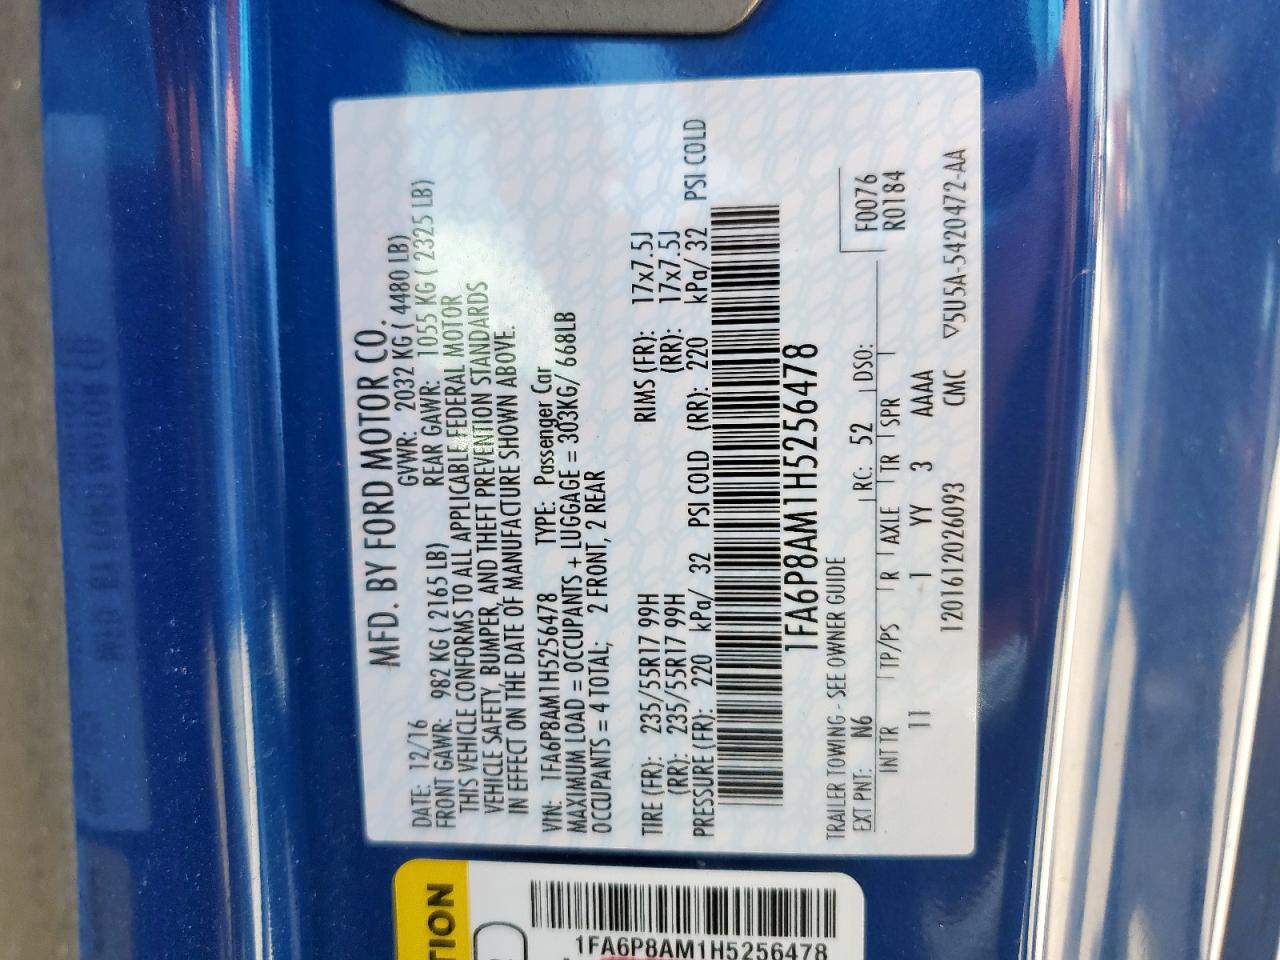 MFD. BY FORD MOTOR CO.
DATE: 12/16 GVWR: 2032 KG ( 4480 LB)
FRONT GAWR: 982 KG ( 2165 LB) REAR GAWR: 1055 KG ( 2325 LB)
THIS VEHICLE CONFORMS TO ALL APPLICABLE FEDERAL MOTOR
VEHICLE SAFETY, BUMPER, AND THEFT PREVENTION STANDARDS
IN EFFECT ON THE DATE OF MANUFACTURE SHOWN ABOVE.
VIN: 1FA6P8AM1H5256478 TYPE: Passenger Car
MAXIMUM LOAD = OCCUPANTS + LUGGAGE = 303KG/ 668LB
OCCUPANTS = 4 TOTAL; 2 FRONT, 2 REAR
TIRE (FR): 235/55R17 99H RIMS (FR): 17x7.5J
(RR): 235/55R17 99H (RR): 17x7.5J
PRESSURE (FR): 220 kPa/ 32 PSI COLD (RR): 220 kPa/ 32 PSI COLD
1FA6P8AM1H5256478
TRAILER TOWING - SEE OWNER GUIDE F0076
EXT PNT: N6 RC: 52 DSO: R0184
INT TR TP/PS R AXLE TR SPR
11 1 YY 3 AAAA
1201612026093 CMC ▽5U5A-5420472-AA
TION
1FA6P8AM1H5256478